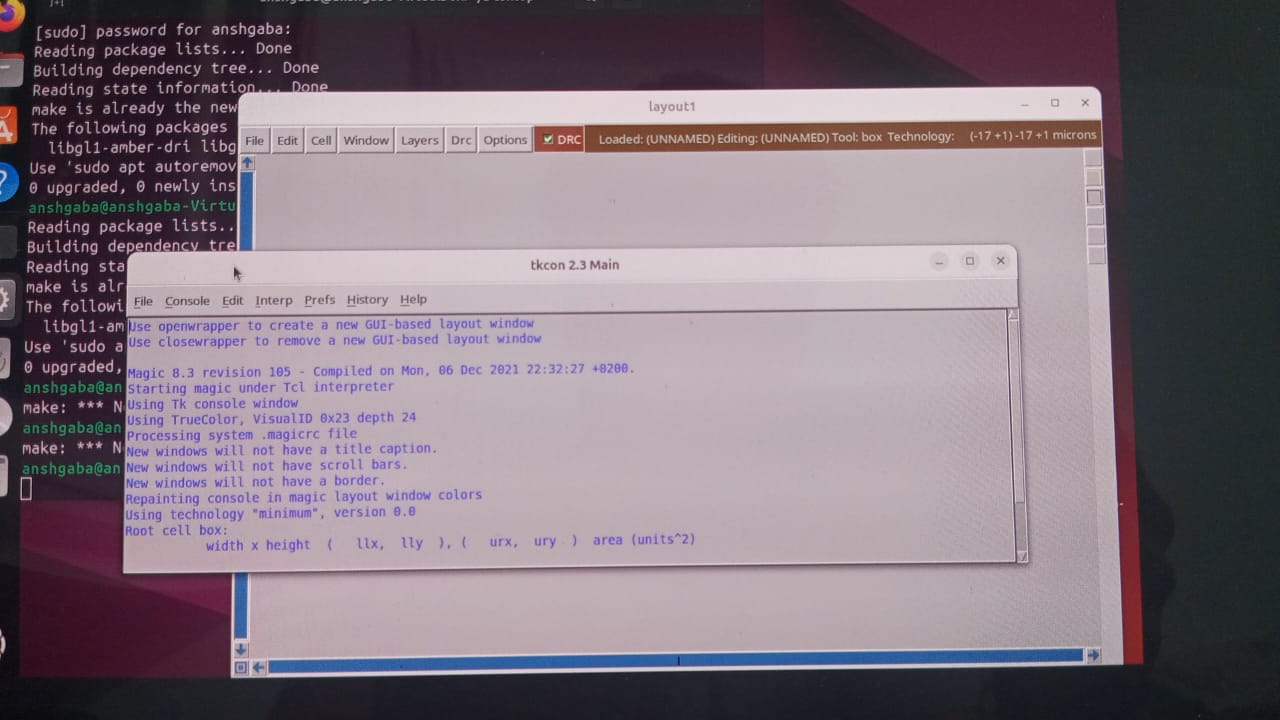 [sudo] password for anshgaba:
Reading package lists... Done
Building dependency tree... Done
Reading state information... Done
make is already the new
The following packages
libgl1-amber-dri libg
Use 'sudo apt autoremov
0 upgraded, 0 newly ins
anshgaba@anshgaba-Virtu
Reading package lists..
Building dependency tre
Reading sta
make is alr
The followi
libgl1-am
Use 'sudo a
0 upgraded,
anshgaba@an
make: *** N
anshgaba@an
make: *** N
anshgaba@an
layout1
File Edit Cell Window Layers Drc Options DRC Loaded: (UNNAMED) Editing: (UNNAMED) Tool: box Technology: (-17 +1) -17 +1 microns
tkcon 2.3 Main
File Console Edit Interp Prefs History Help
Use openwrapper to create a new GUI-based layout window
Use closewrapper to remove a new GUI-based layout window
Magic 8.3 revision 105 - Compiled on Mon, 06 Dec 2021 22:32:27 +0200.
Starting magic under Tcl interpreter
Using Tk console window
Using TrueColor, VisualID 0x23 depth 24
Processing system .magicrc file
New windows will not have a title caption.
New windows will not have scroll bars.
New windows will not have a border.
Repainting console in magic layout window colors
Using technology "minimum", version 0.0
Root cell box:
width x height ( llx, lly ), ( urx, ury ) area (units^2)